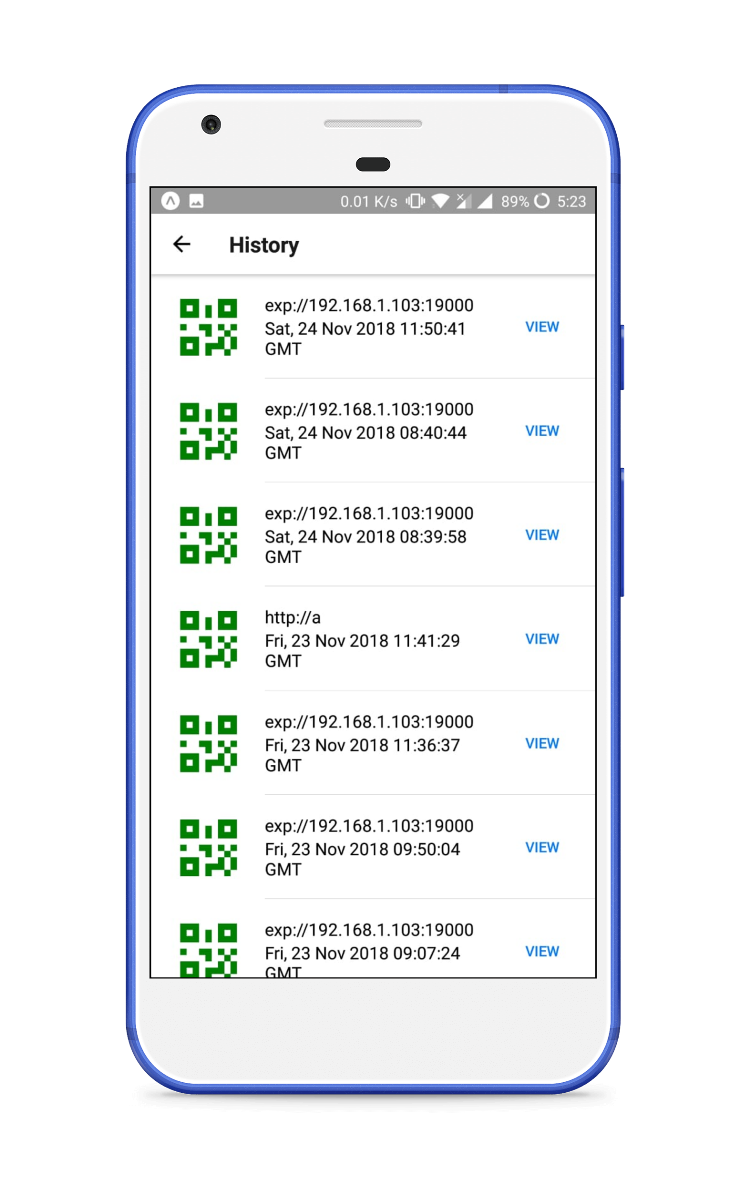 0.01 K/s 89% 5:23
History
exp://192.168.1.103:19000
Sat, 24 Nov 2018 11:50:41
GMT
VIEW
exp://192.168.1.103:19000
Sat, 24 Nov 2018 08:40:44
GMT
VIEW
exp://192.168.1.103:19000
Sat, 24 Nov 2018 08:39:58
GMT
VIEW
http://a
Fri, 23 Nov 2018 11:41:29
GMT
VIEW
exp://192.168.1.103:19000
Fri, 23 Nov 2018 11:36:37
GMT
VIEW
exp://192.168.1.103:19000
Fri, 23 Nov 2018 09:50:04
GMT
VIEW
exp://192.168.1.103:19000
Fri, 23 Nov 2018 09:07:24
GMT
VIEW